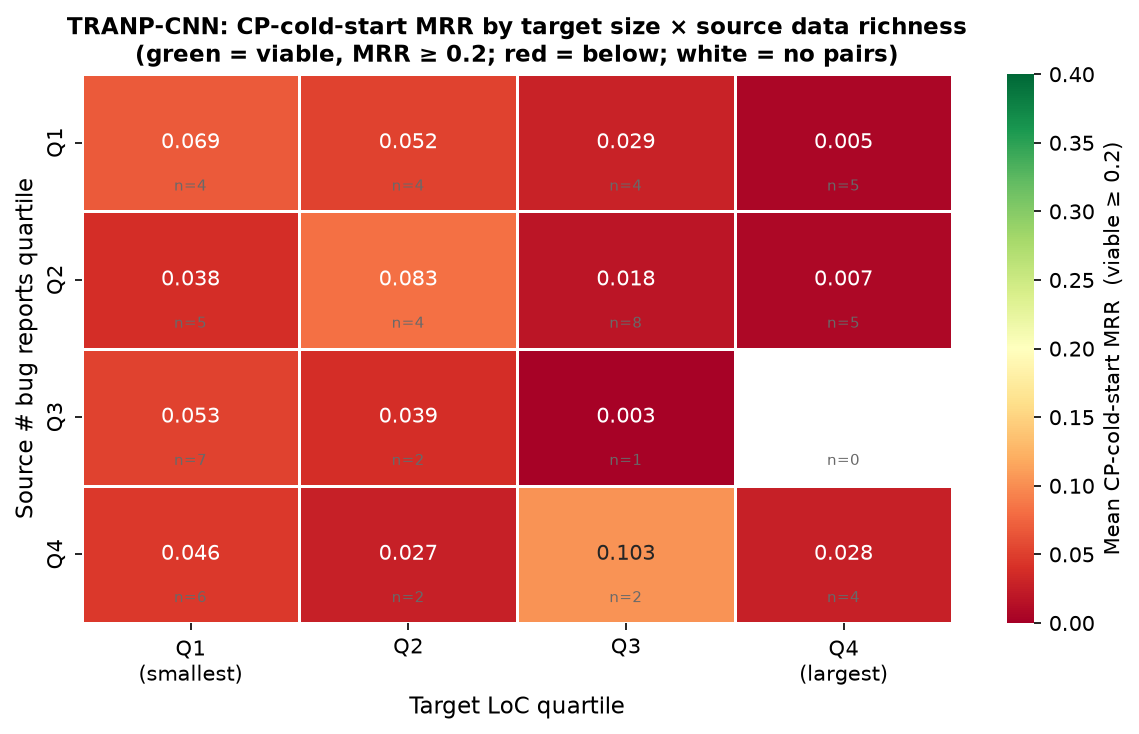 TRANP-CNN: CP-cold-start MRR by target size × source data richness
(green = viable, MRR ≥ 0.2; red = below; white = no pairs)
Source # bug reports quartile
Q1
0.069
0.052
0.029
0.005
n=4
n=4
n=4
n=5
Q2
0.038
0.083
0.018
0.007
n=5
n=4
n=8
n=5
Q3
0.053
0.039
0.003
n=7
n=2
n=1
n=0
Q4
0.046
0.027
0.103
0.028
n=6
n=2
n=2
n=4
Q1
(smallest)
Q2
Q3
Q4
(largest)
Target LoC quartile
0.40
0.35
0.30
0.25
0.20
0.15
0.10
0.05
0.00
Mean CP-cold-start MRR (viable ≥ 0.2)